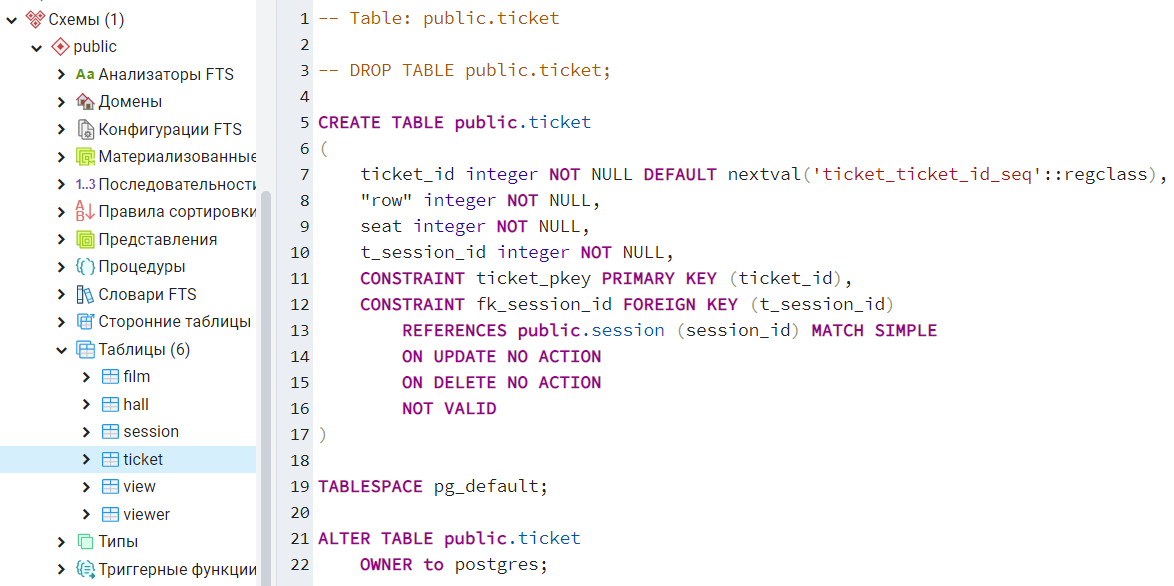 Схемы (1)
public
Aa Анализаторы FTS
Домены
Конфигурации FTS
Материализованные
1..3 Последовательности
Правила сортировки
Представления
Процедуры
Словари FTS
Сторонние таблицы
Таблицы (6)
film
hall
session
ticket
view
viewer
Типы
Триггерные функции
1 -- Table: public.ticket
2
3 -- DROP TABLE public.ticket;
4
5 CREATE TABLE public.ticket
6 (
7     ticket_id integer NOT NULL DEFAULT nextval('ticket_ticket_id_seq'::regclass),
8     "row" integer NOT NULL,
9     seat integer NOT NULL,
10     t_session_id integer NOT NULL,
11     CONSTRAINT ticket_pkey PRIMARY KEY (ticket_id),
12     CONSTRAINT fk_session_id FOREIGN KEY (t_session_id)
13         REFERENCES public.session (session_id) MATCH SIMPLE
14         ON UPDATE NO ACTION
15         ON DELETE NO ACTION
16         NOT VALID
17 )
18
19 TABLESPACE pg_default;
20
21 ALTER TABLE public.ticket
22     OWNER to postgres;